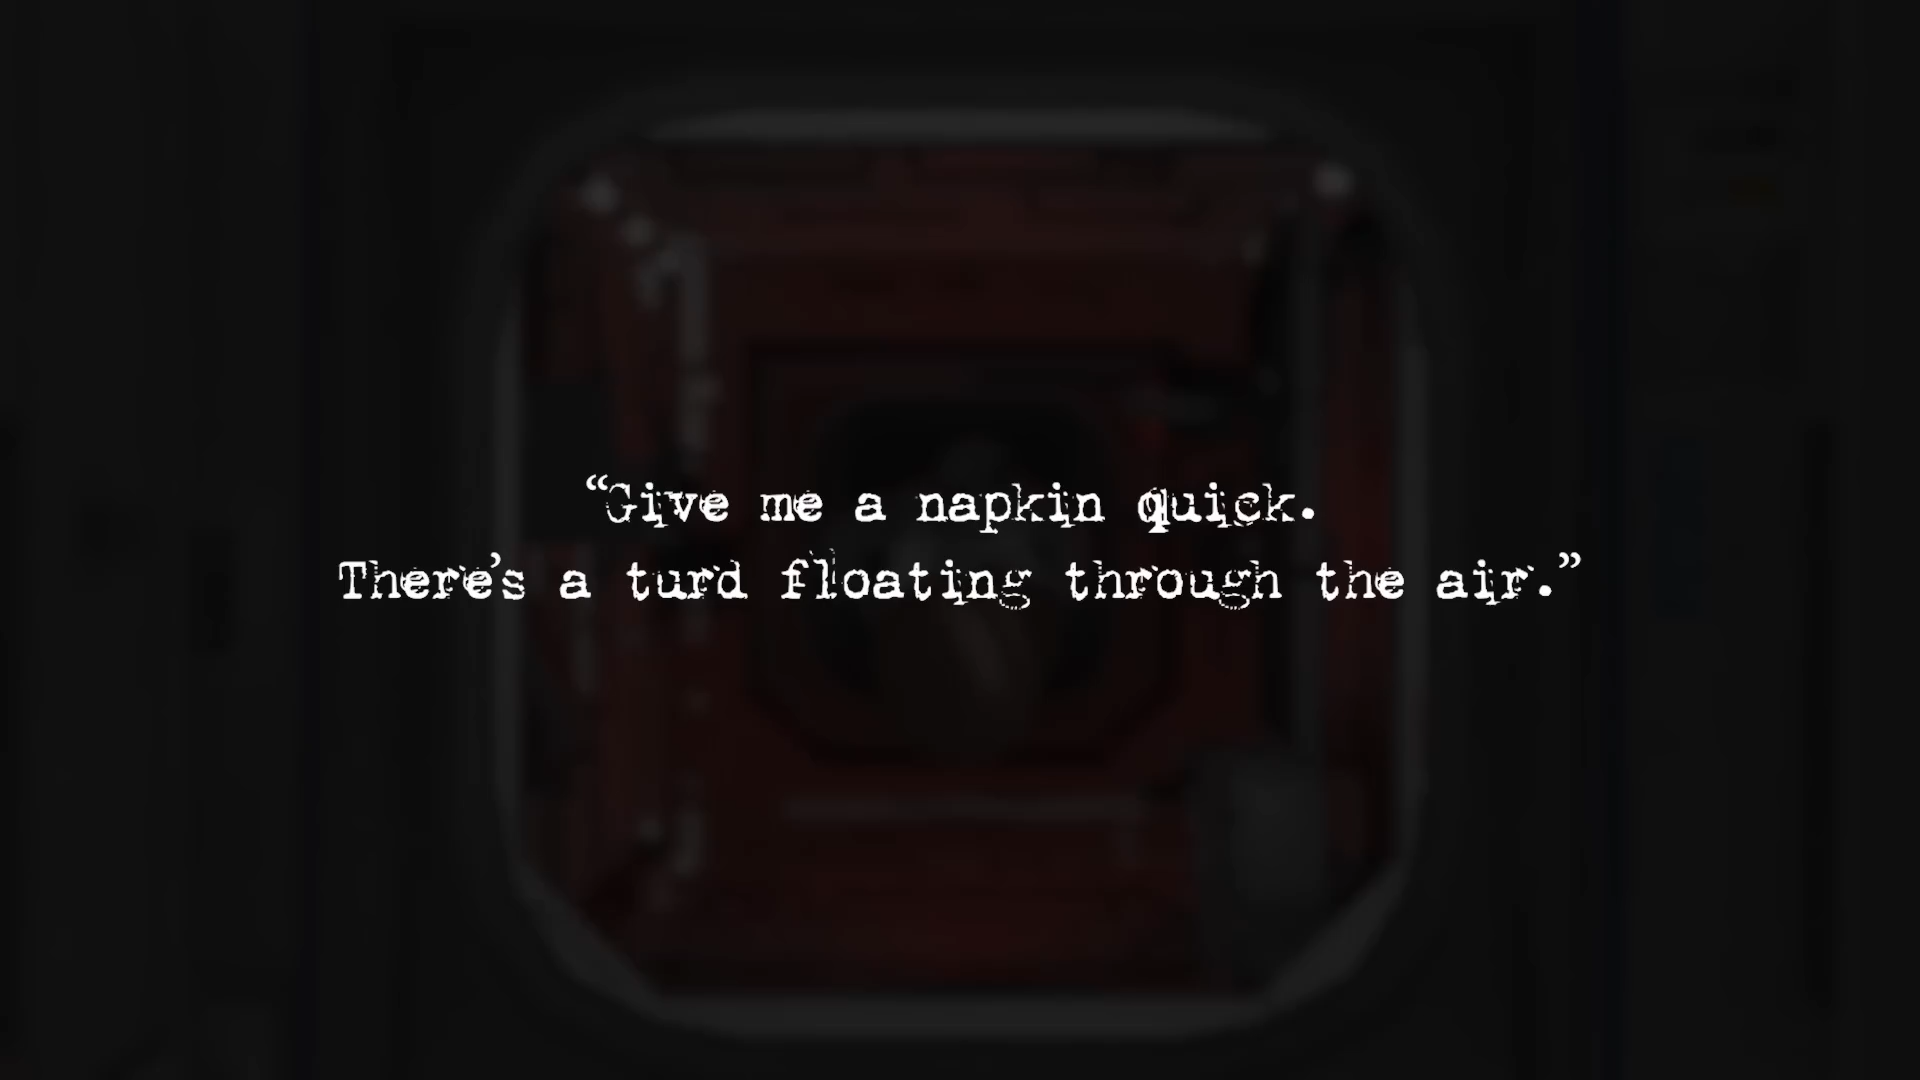 “Give me a napkin quick.
There’s a turd floating through the air.”